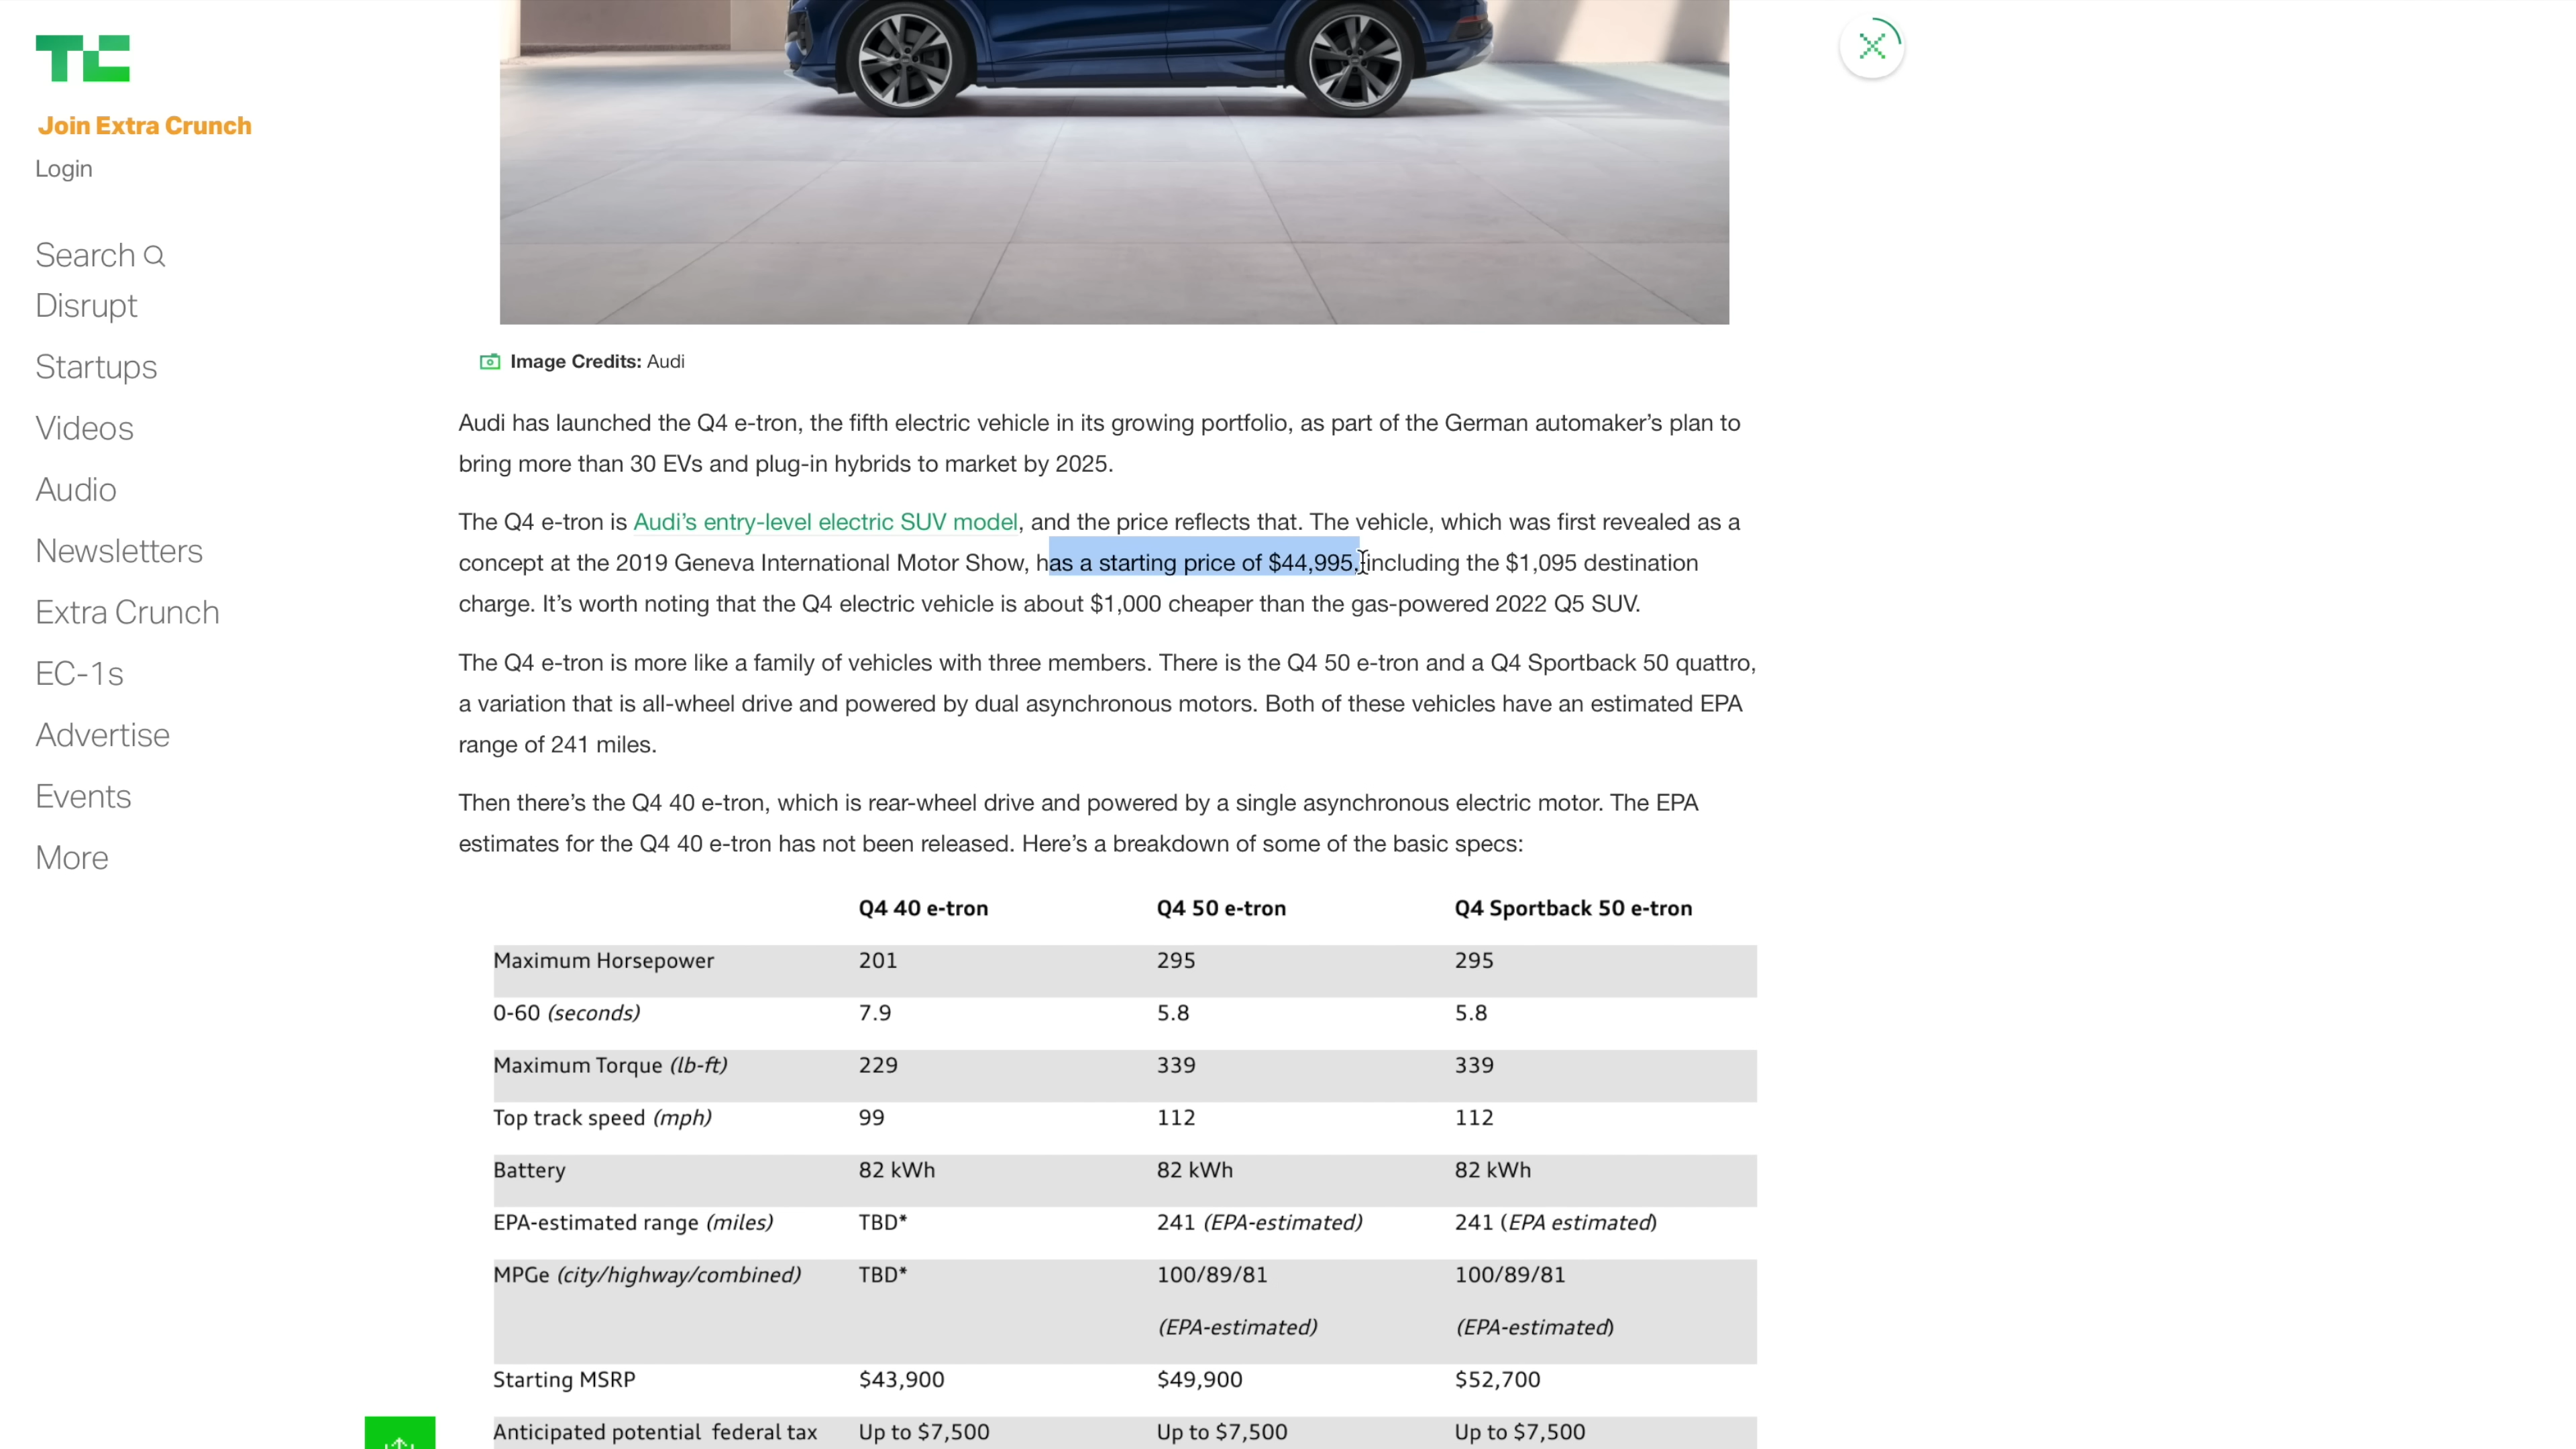 TC
Join Extra Crunch
Login
Search
Disrupt
Startups
Videos
Audio
Newsletters
Extra Crunch
EC-1s
Advertise
Events
More
Image Credits: Audi
Audi has launched the Q4 e-tron, the fifth electric vehicle in its growing portfolio, as part of the German automaker’s plan to
bring more than 30 EVs and plug-in hybrids to market by 2025.
The Q4 e-tron is Audi’s entry-level electric SUV model, and the price reflects that. The vehicle, which was first revealed as a
concept at the 2019 Geneva International Motor Show, has a starting price of $44,995, including the $1,095 destination
charge. It’s worth noting that the Q4 electric vehicle is about $1,000 cheaper than the gas-powered 2022 Q5 SUV.
The Q4 e-tron is more like a family of vehicles with three members. There is the Q4 50 e-tron and a Q4 Sportback 50 quattro,
a variation that is all-wheel drive and powered by dual asynchronous motors. Both of these vehicles have an estimated EPA
range of 241 miles.
Then there’s the Q4 40 e-tron, which is rear-wheel drive and powered by a single asynchronous electric motor. The EPA
estimates for the Q4 40 e-tron has not been released. Here’s a breakdown of some of the basic specs:
Q4 40 e-tron Q4 50 e-tron Q4 Sportback 50 e-tron
Maximum Horsepower 201 295 295
0-60 (seconds) 7.9 5.8 5.8
Maximum Torque (lb-ft) 229 339 339
Top track speed (mph) 99 112 112
Battery 82 kWh 82 kWh 82 kWh
EPA-estimated range (miles) TBD* 241 (EPA-estimated) 241 (EPA estimated)
MPGe (city/highway/combined) TBD* 100/89/81 100/89/81
(EPA-estimated) (EPA-estimated)
Starting MSRP $43,900 $49,900 $52,700
Anticipated potential federal tax Up to $7,500 Up to $7,500 Up to $7,500